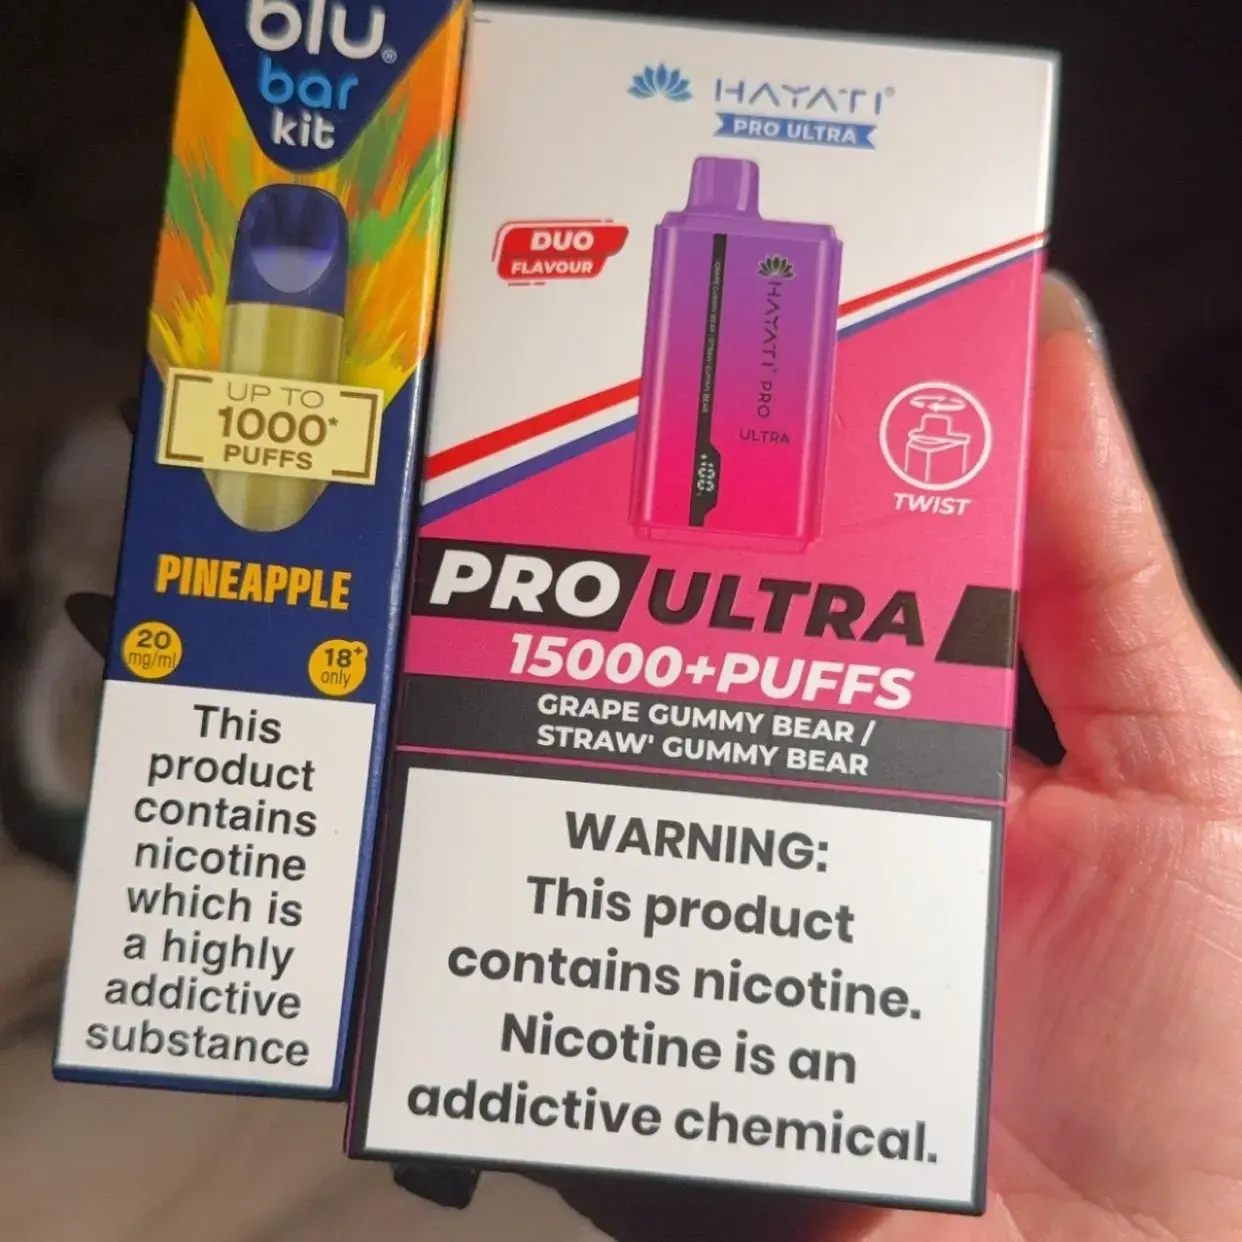 blu®
bar
kit
UP TO
1000*
PUFFS
PINEAPPLE
20
mg/ml
18+
only
This
product
contains
nicotine
which is
a highly
addictive
substance
HAYATI®
PRO ULTRA
DUO
FLAVOUR
HAYATI® PRO
ULTRA
TWIST
PRO ULTRA
15000+PUFFS
GRAPE GUMMY BEAR /
STRAW' GUMMY BEAR
WARNING:
This product
contains nicotine.
Nicotine is an
addictive chemical.